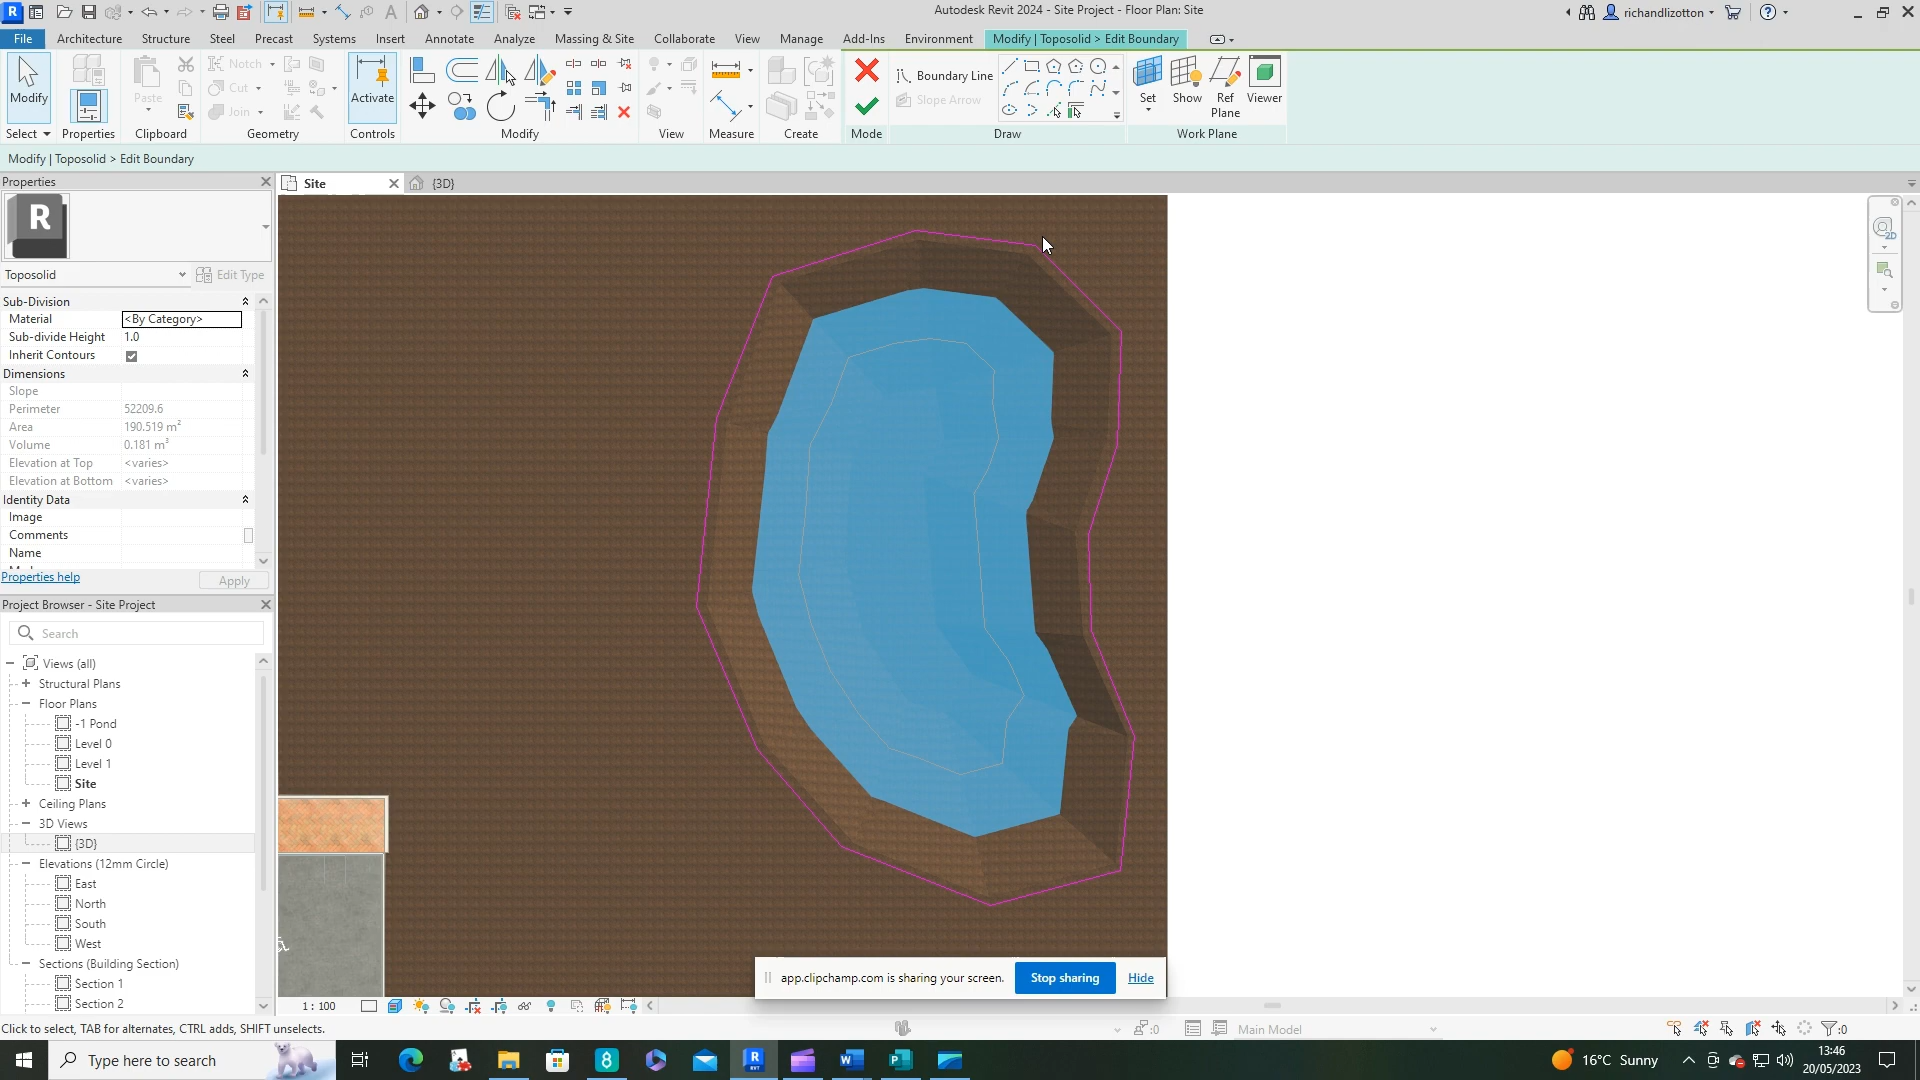 Autodesk Revit 2024 - Site Project - Floor Plan: Site
richandlizotton
File Architecture Structure Steel Precast Systems Insert Annotate Analyze Massing & Site Collaborate View Manage Add-Ins Environment Modify | Toposolid > Edit Boundary
Modify
Paste
Notch
Cut
Join
Activate
Boundary Line
Slope Arrow
Set Show Ref Plane Viewer
Select Properties Clipboard Geometry Controls Modify View Measure Create Mode Draw Work Plane
Modify | Toposolid > Edit Boundary
Properties
Site
{3D}
R
Toposolid
Edit Type
Sub-Division
Material <By Category>
Sub-divide Height 1.0
Inherit Contours
Dimensions
Slope
Perimeter 52209.6
Area 190.519 m²
Volume 0.181 m³
Elevation at Top <varies>
Elevation at Bottom <varies>
Identity Data
Image
Comments
Name
Properties help
Apply
Project Browser - Site Project
Search
Views (all)
Structural Plans
Floor Plans
-1 Pond
Level 0
Level 1
Site
Ceiling Plans
3D Views
{3D}
Elevations (12mm Circle)
East
North
South
West
Sections (Building Section)
Section 1
Section 2
app.clipchamp.com is sharing your screen. Stop sharing Hide
1 : 100
Click to select, TAB for alternates, CTRL adds, SHIFT unselects.
:0
Main Model
:0
Type here to search
16°C Sunny
13:46
20/05/2023